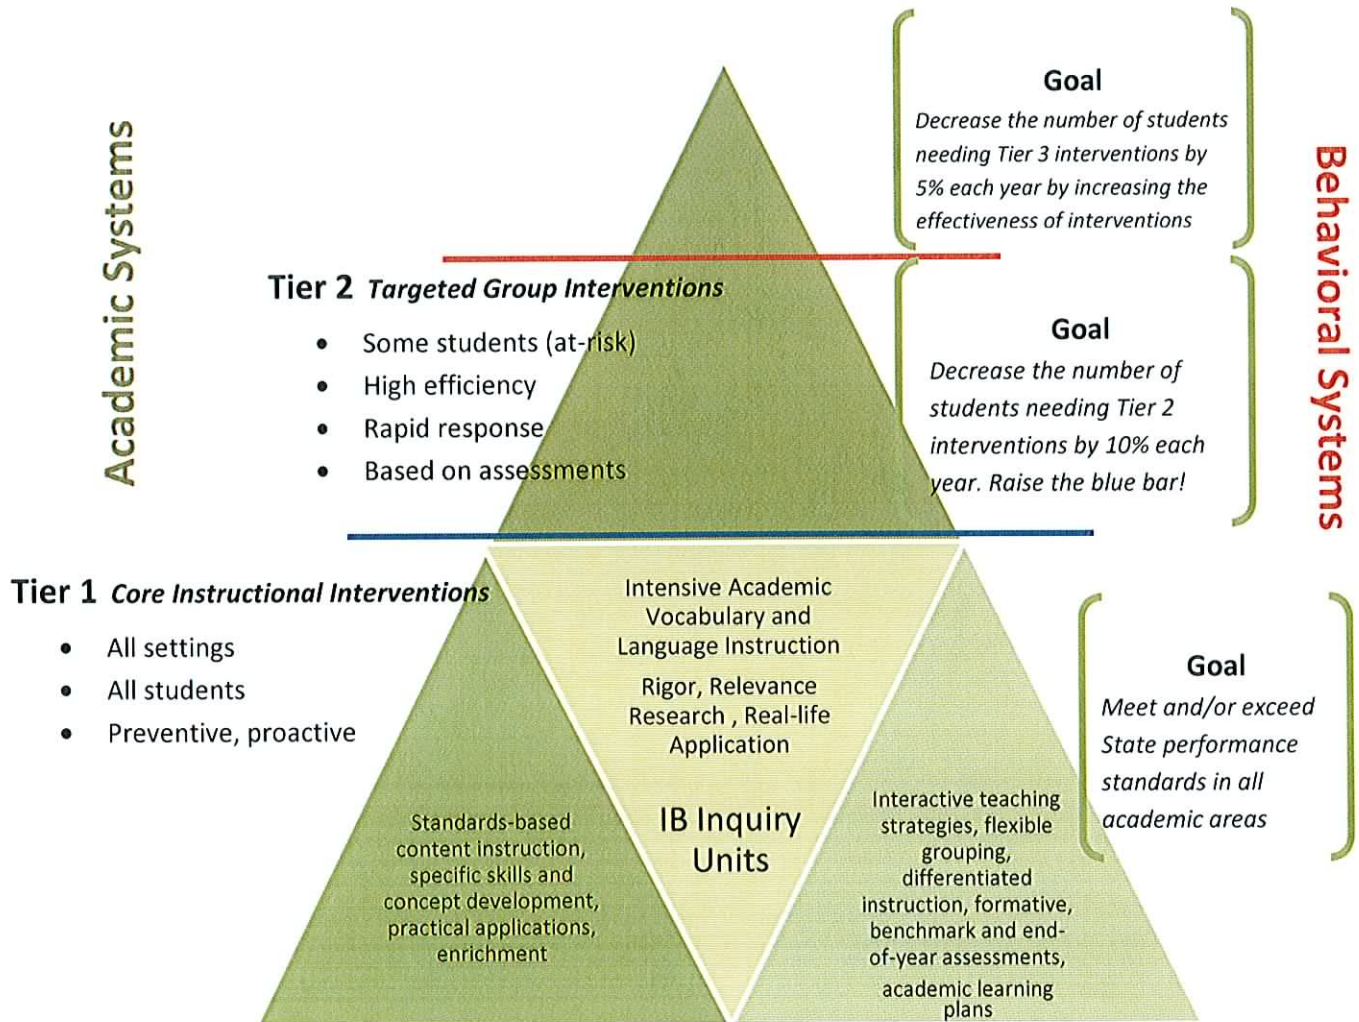 Academic Systems
Goal
Decrease the number of students
needing Tier 3 interventions by
5% each year by increasing the
effectiveness of interventions
Behavioral Systems
Tier 2 Targeted Group Interventions
• Some students (at-risk)
• High efficiency
• Rapid response
• Based on assessments
Goal
Decrease the number of
students needing Tier 2
interventions by 10% each
year. Raise the blue bar!
Tier 1 Core Instructional Interventions
• All settings
• All students
• Preventive, proactive
Intensive Academic
Vocabulary and
Language Instruction
Rigor, Relevance
Research , Real-life
Application
IB Inquiry
Units
Goal
Meet and/or exceed
State performance
standards in all
academic areas
Standards-based
content instruction,
specific skills and
concept development,
practical applications,
enrichment
Interactive teaching
strategies, flexible
grouping,
differentiated
instruction, formative,
benchmark and end-
of-year assessments,
academic learning
plans